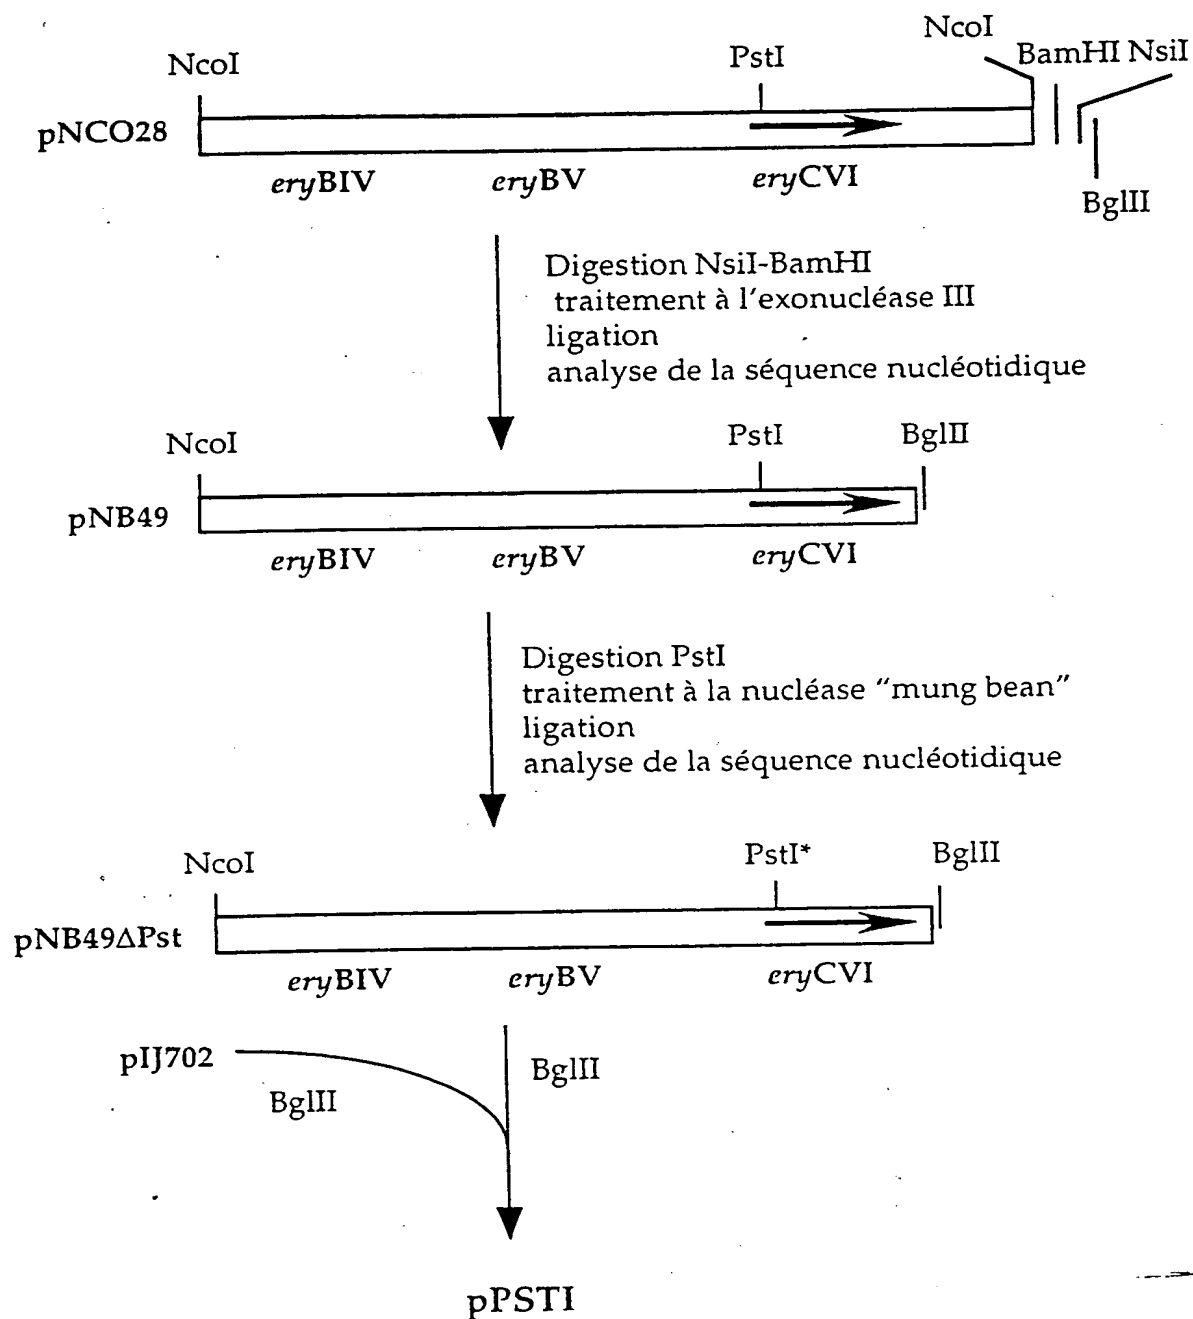 NcoI
BamHI NsiI
NcoI
PstI
pNCO28
eryBIV
eryBV
eryCVI
BglII
Digestion NsiI-BamHI
traitement à l'exonucléase III
ligation
analyse de la séquence nucléotidique
NcoI
PstI
BglII
pNB49
eryBIV
eryBV
eryCVI
Digestion PstI
traitement à la nucléase "mung bean"
ligation
analyse de la séquence nucléotidique
NcoI
PstI*
BglII
pNB49ΔPst
eryBIV
eryBV
eryCVI
pIJ702
BglII
BglII
pPSTI